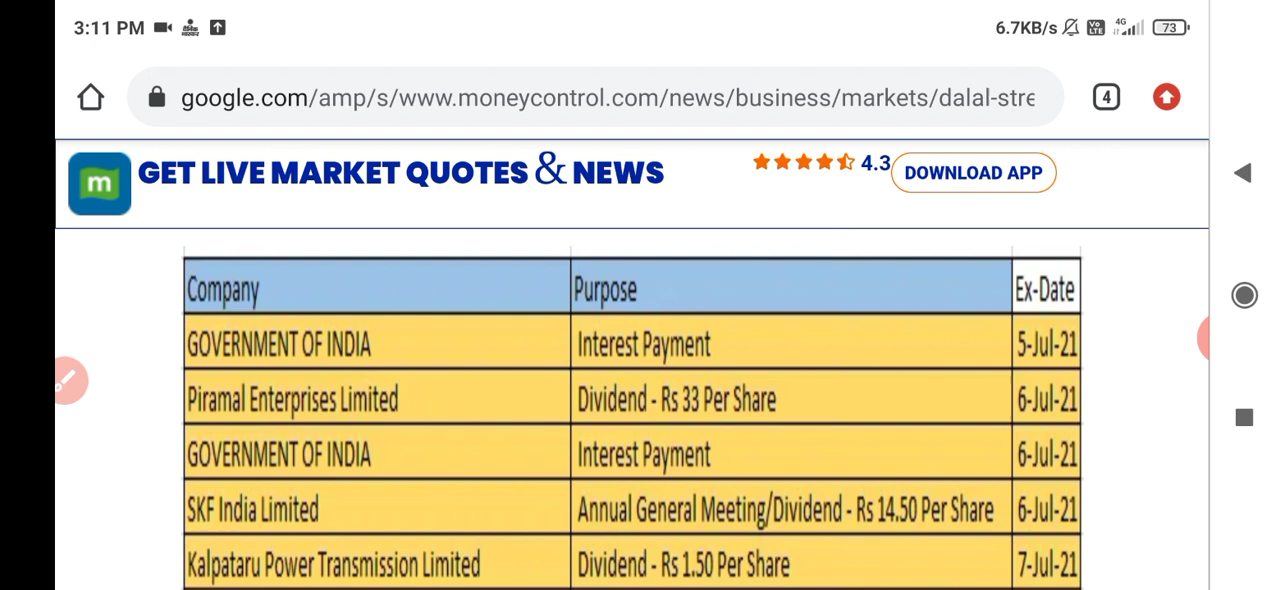 3:11 PM
6.7KB/s Vo LTE 4G 73
google.com/amp/s/www.moneycontrol.com/news/business/markets/dalal-stre
4
m GET LIVE MARKET QUOTES & NEWS 4.3 DOWNLOAD APP
Company Purpose Ex-Date
GOVERNMENT OF INDIA Interest Payment 5-Jul-21
Piramal Enterprises Limited Dividend - Rs 33 Per Share 6-Jul-21
GOVERNMENT OF INDIA Interest Payment 6-Jul-21
SKF India Limited Annual General Meeting/Dividend - Rs 14.50 Per Share 6-Jul-21
Kalpataru Power Transmission Limited Dividend - Rs 1.50 Per Share 7-Jul-21